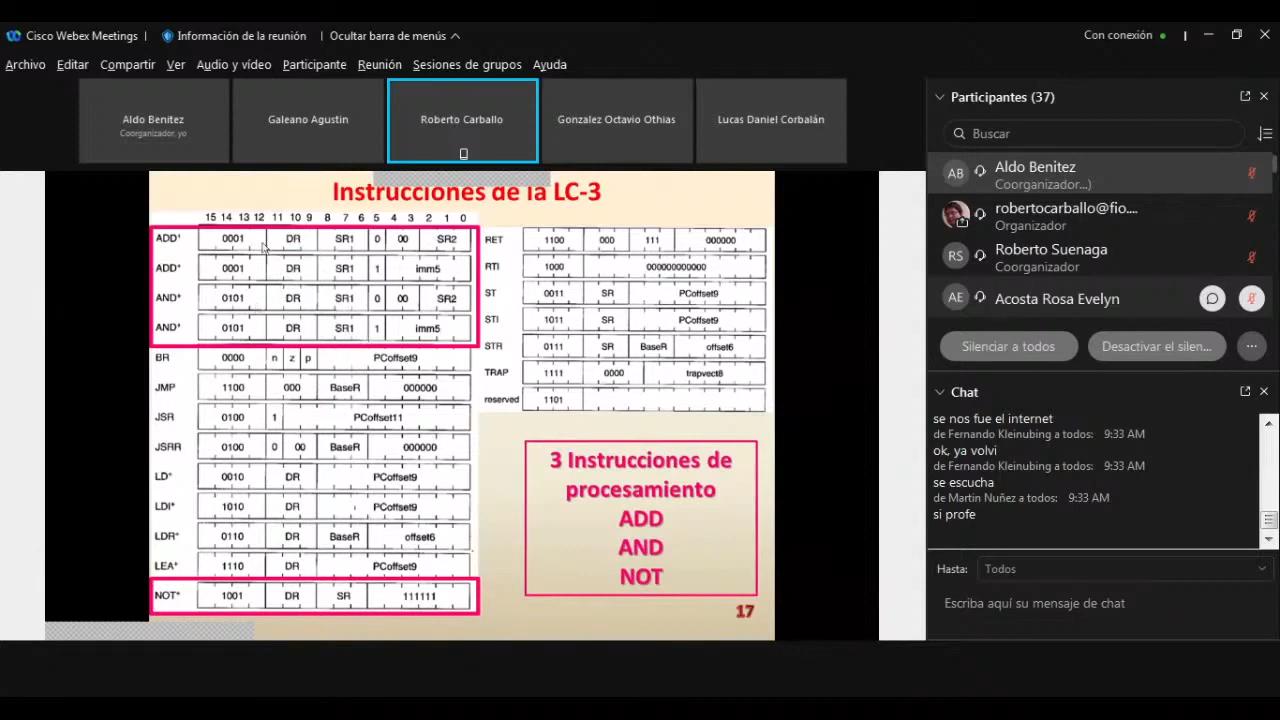 Cisco Webex Meetings | Información de la reunión | Ocultar barra de menús
Con conexión
Archivo Editar Compartir Ver Audio y vídeo Participante Reunión Sesiones de grupos Ayuda
Aldo Benitez
Coorganizador, yo
Galeano Agustin
Roberto Carballo
Gonzalez Octavio Othias
Lucas Daniel Corbalán
Instrucciones de la LC-3
15 14 13 12 11 10 9 8 7 6 5 4 3 2 1 0
ADD+ 0001 DR SR1 0 00 SR2
ADD+ 0001 DR SR1 1 imm5
AND+ 0101 DR SR1 0 00 SR2
AND+ 0101 DR SR1 1 imm5
BR 0000 n z p PCoffset9
JMP 1100 000 BaseR 000000
JSR 0100 1 PCoffset11
JSRR 0100 0 00 BaseR 000000
LD+ 0010 DR PCoffset9
LDI+ 1010 DR PCoffset9
LDR+ 0110 DR BaseR offset6
LEA+ 1110 DR PCoffset9
NOT+ 1001 DR SR 111111
RET 1100 000 111 000000
RTI 1000 000000000000
ST 0011 SR PCoffset9
STI 1011 SR PCoffset9
STR 0111 SR BaseR offset6
TRAP 1111 0000 trapvect8
reserved 1101
3 Instrucciones de
procesamiento
ADD
AND
NOT
17
Participantes (37)
Buscar
AB Aldo Benitez
Coorganizador...)
robertocarballo@fio....
Organizador
RS Roberto Suenaga
Coorganizador
AE Acosta Rosa Evelyn
Silenciar a todos Desactivar el silen... ...
Chat
se nos fue el internet
de Fernando Kleinubing a todos: 9:33 AM
ok, ya volvi
de Fernando Kleinubing a todos: 9:33 AM
se escucha
de Martin Nuñez a todos: 9:33 AM
si profe
Hasta: Todos
Escriba aquí su mensaje de chat